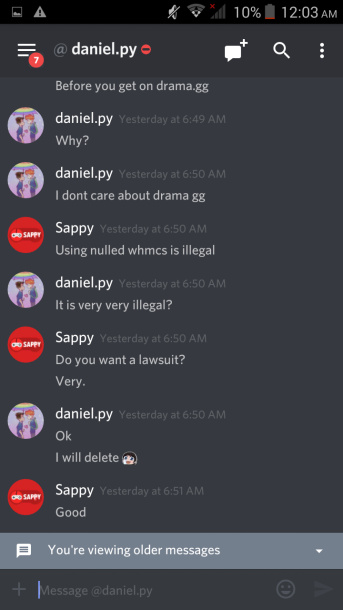 10% 12:03 AM
7
@ daniel.py
Before you get on drama.gg
daniel.py Yesterday at 6:49 AM
Why?
daniel.py Yesterday at 6:50 AM
I dont care about drama gg
SAPPY
Sappy Yesterday at 6:50 AM
Using nulled whmcs is illegal
daniel.py Yesterday at 6:50 AM
It is very very illegal?
SAPPY
Sappy Yesterday at 6:50 AM
Do you want a lawsuit?
Very.
daniel.py Yesterday at 6:50 AM
Ok
I will delete
SAPPY
Sappy Yesterday at 6:51 AM
Good
You're viewing older messages
Message @daniel.py